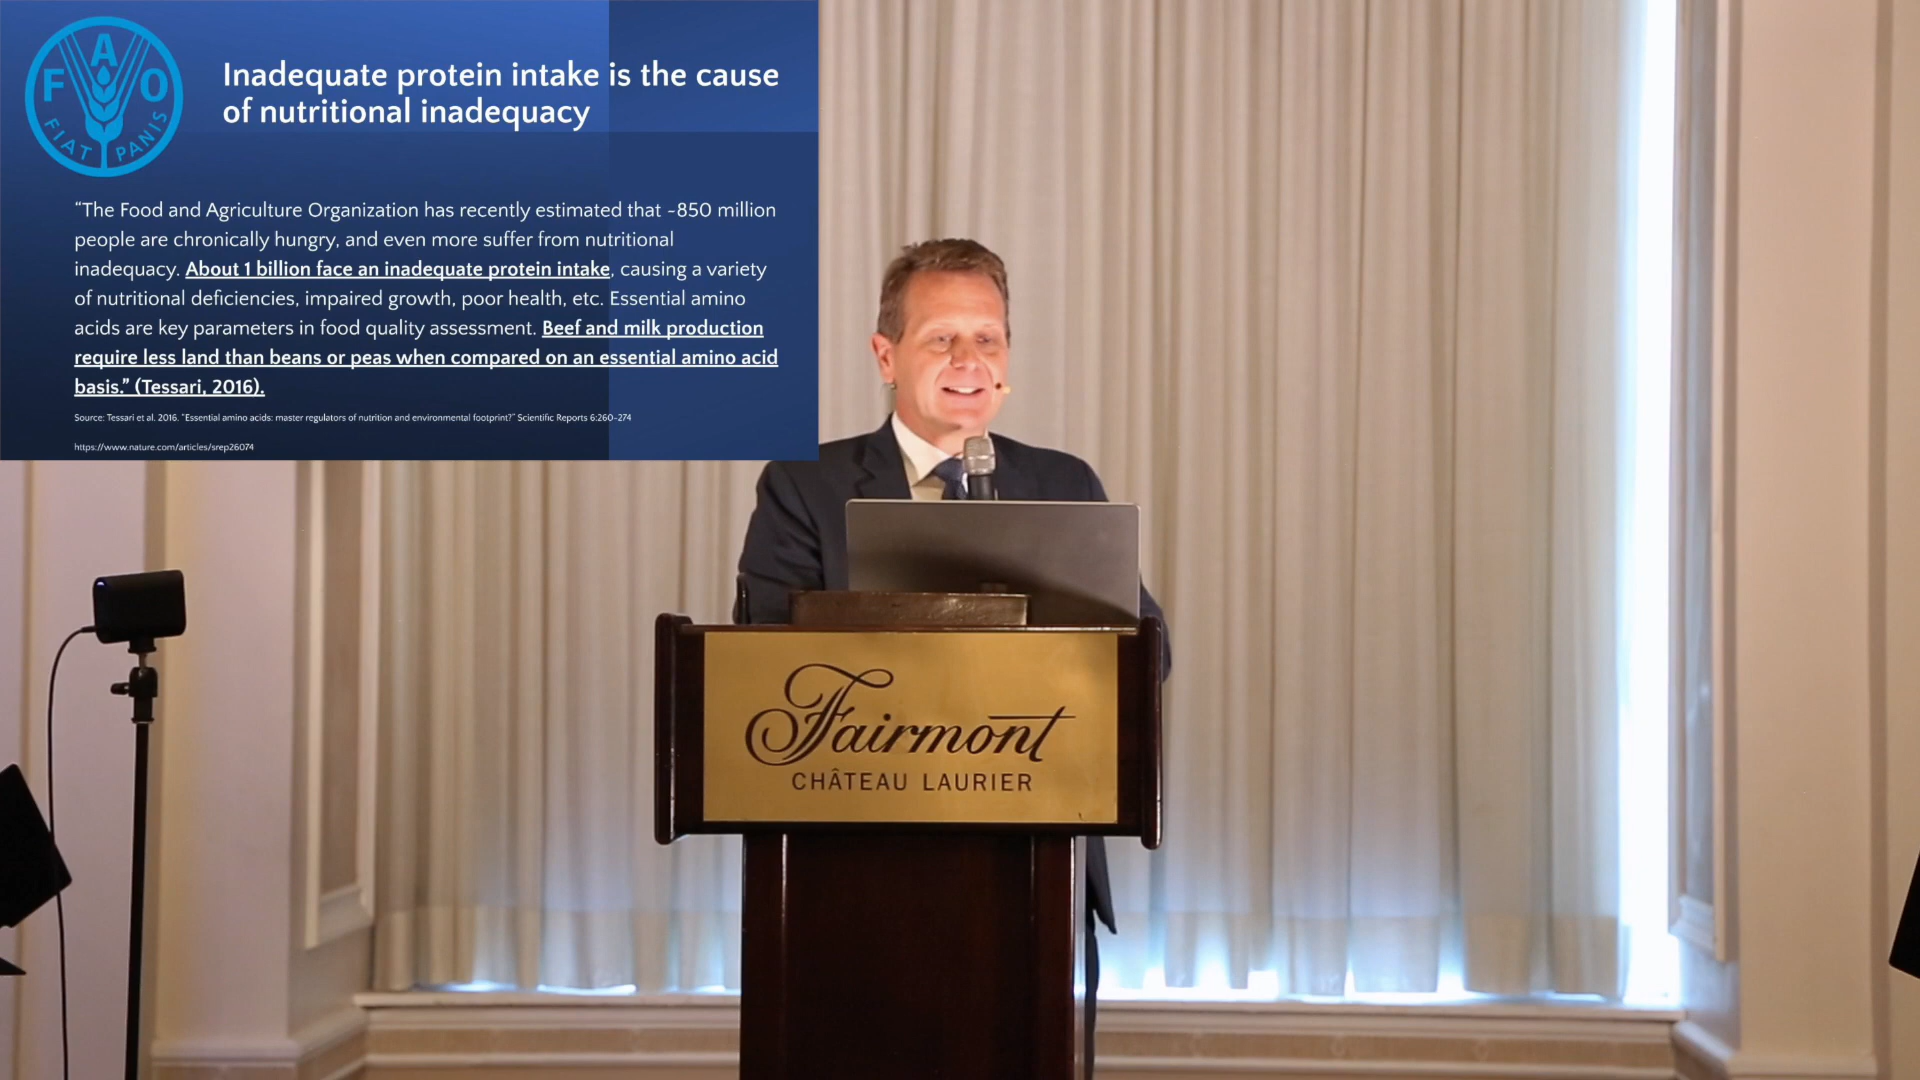 F A O
FIAT PANIS
Inadequate protein intake is the cause
of nutritional inadequacy
“The Food and Agriculture Organization has recently estimated that ~850 million
people are chronically hungry, and even more suffer from nutritional
inadequacy. About 1 billion face an inadequate protein intake, causing a variety
of nutritional deficiencies, impaired growth, poor health, etc. Essential amino
acids are key parameters in food quality assessment. Beef and milk production
require less land than beans or peas when compared on an essential amino acid
basis.” (Tessari, 2016).
Source: Tessari et al. 2016. “Essential amino acids: master regulators of nutrition and environmental footprint?” Scientific Reports 6:260-274
https://www.nature.com/articles/srep26074
Fairmont
CHÂTEAU LAURIER